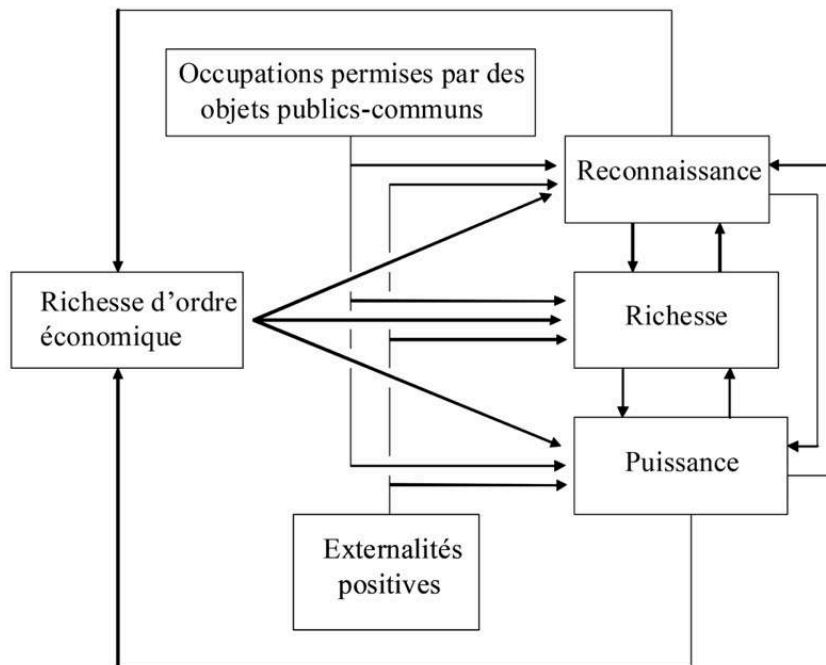 Occupations permises par des
objets publics-communs
Reconnaissance
Richesse d’ordre
économique
Richesse
Puissance
Externalités
positives